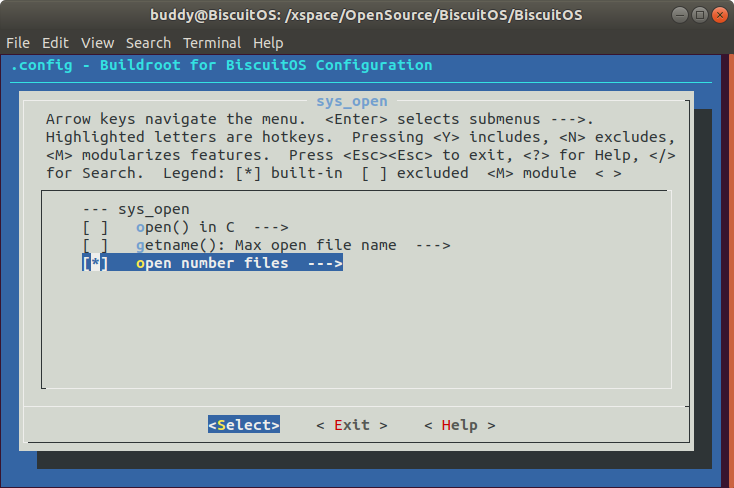 buddy@BiscuitOS: /xspace/OpenSource/BiscuitOS/BiscuitOS
File Edit View Search Terminal Help
.config - Buildroot for BiscuitOS Configuration
sys_open
Arrow keys navigate the menu. <Enter> selects submenus --->.
Highlighted letters are hotkeys. Pressing <Y> includes, <N> excludes,
<M> modularizes features. Press <Esc><Esc> to exit, <?> for Help, </>
for Search. Legend: [*] built-in [ ] excluded <M> module < >
--- sys_open
[ ] open() in C --->
[ ] getname(): Max open file name --->
[*] open number files --->
<Select> < Exit > < Help >